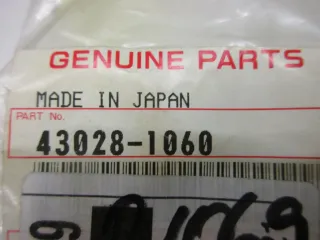 GENUINE PARTS
MADE IN JAPAN
PART No.
43028-1060